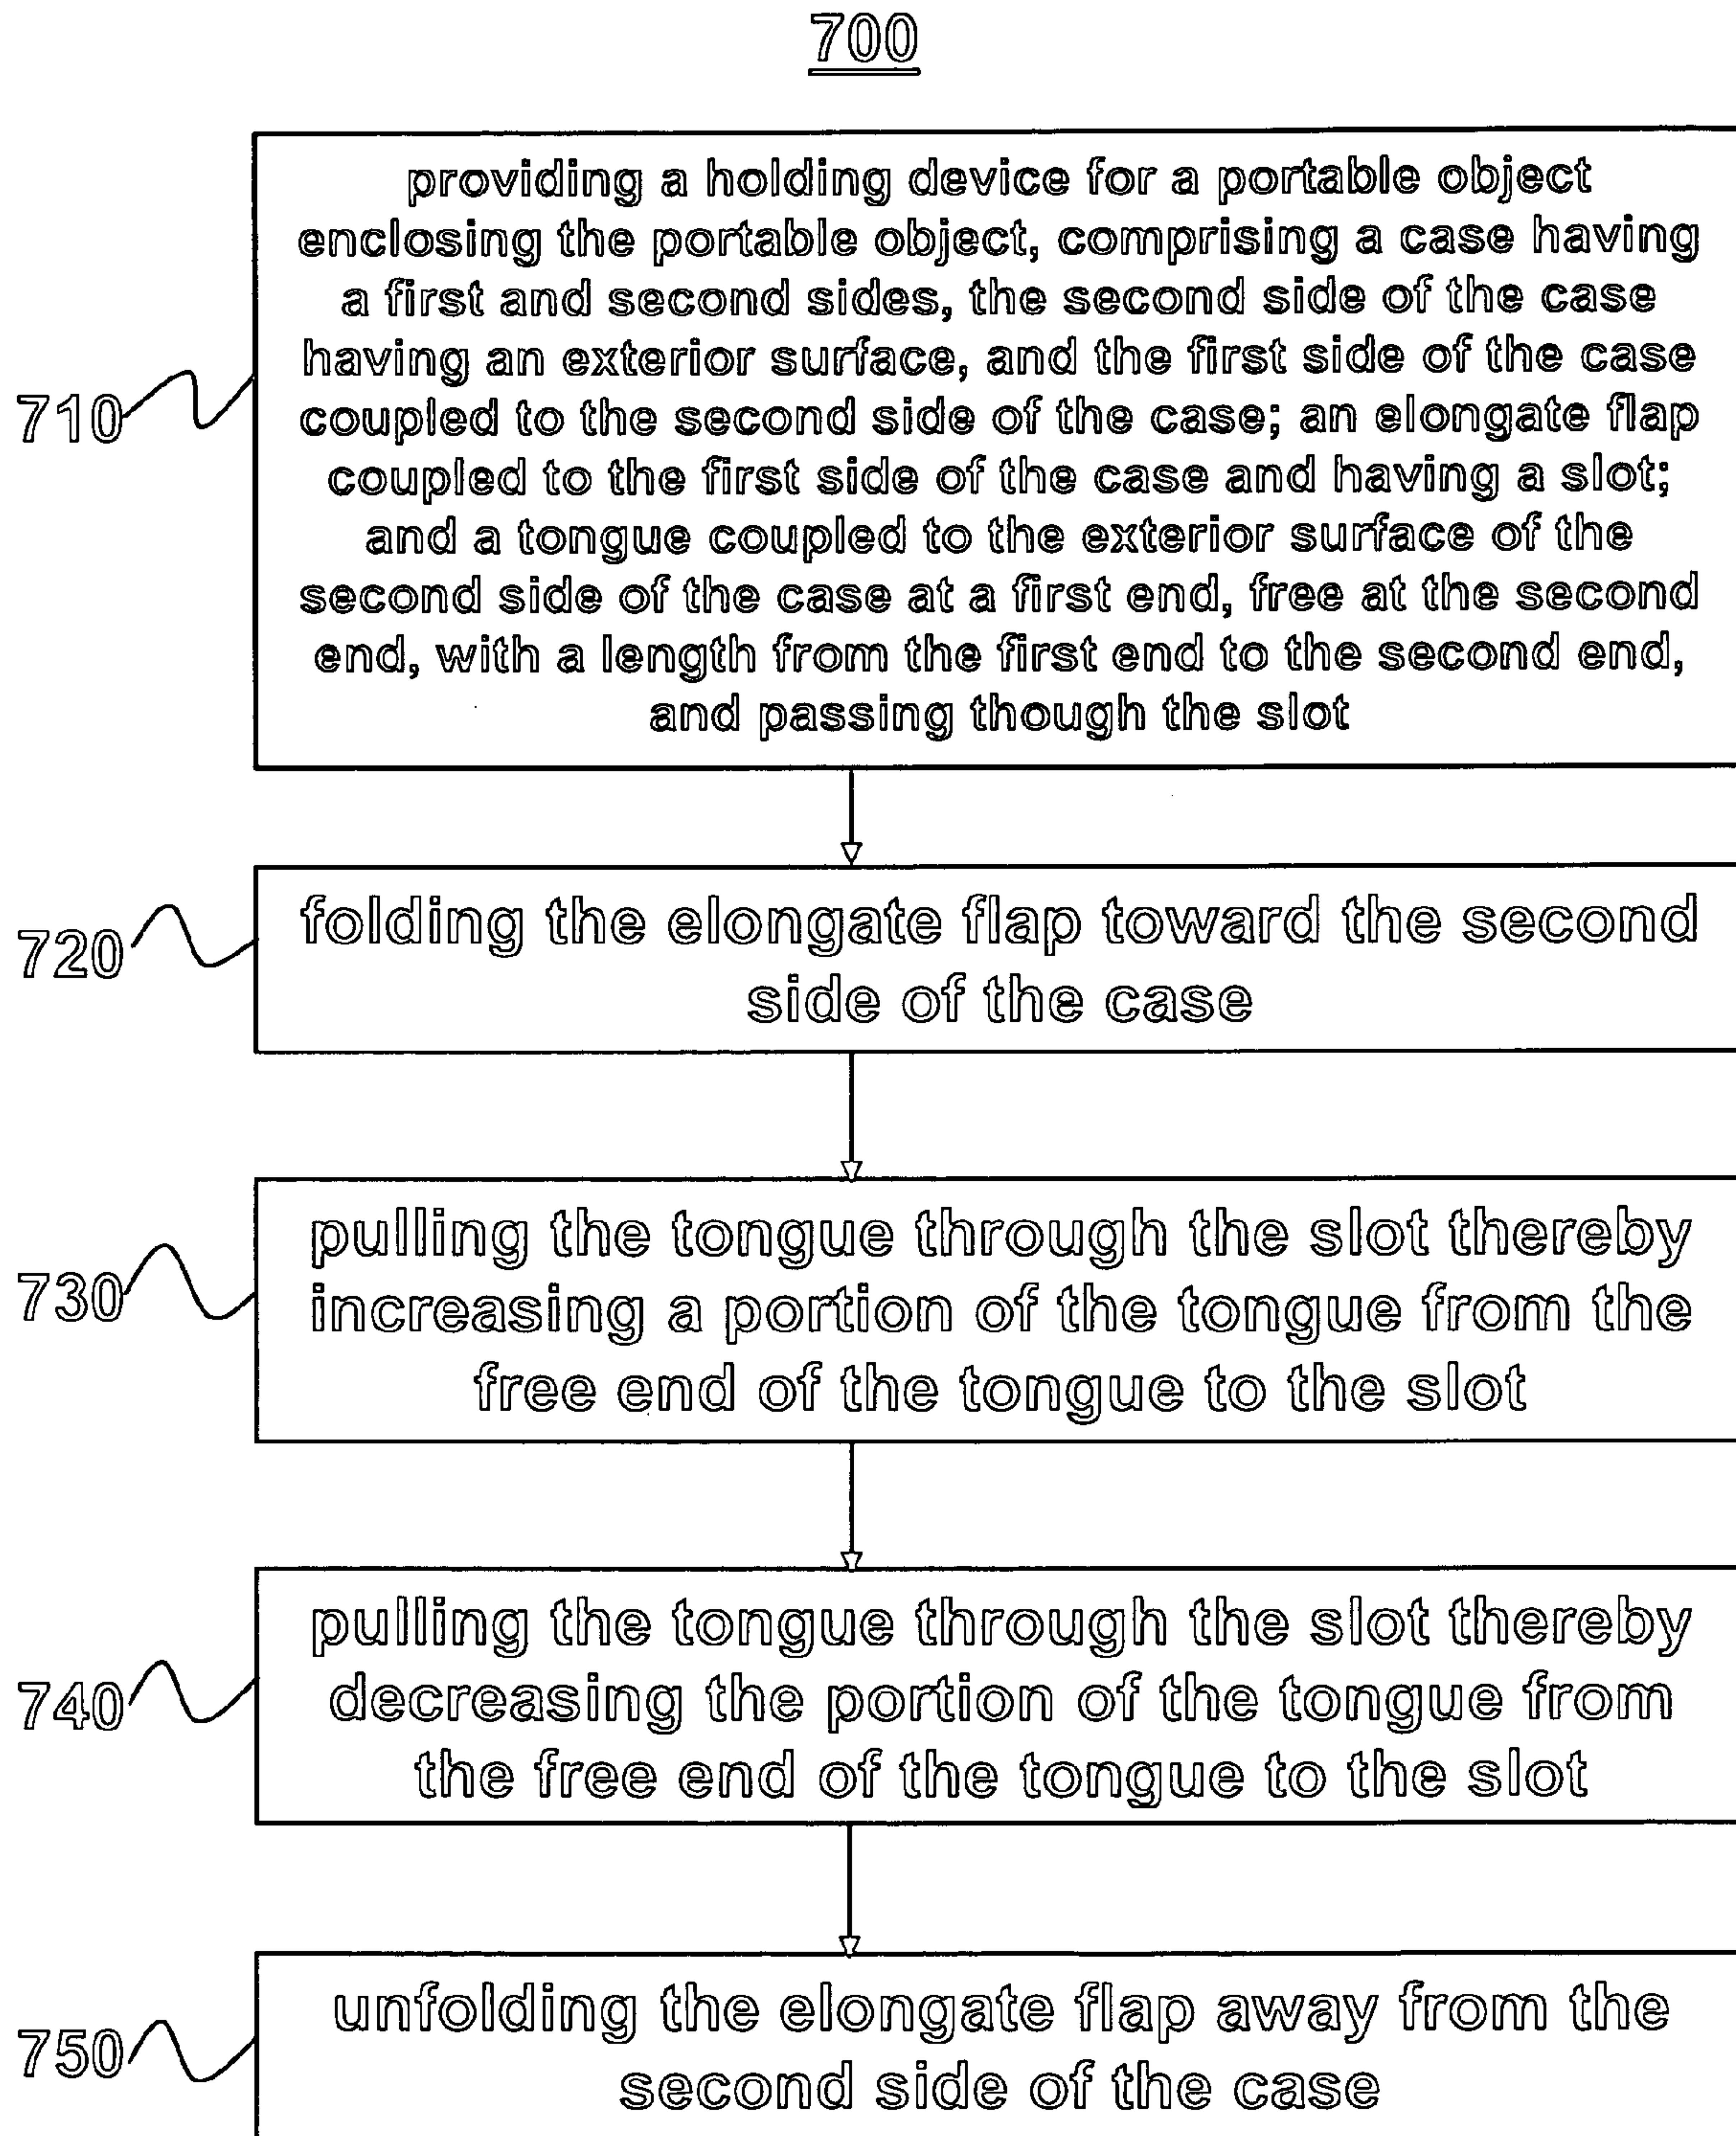 700
providing a holding device for a portable object
enclosing the portable object, comprising a case having
a first and second sides, the second side of the case
having an exterior surface, and the first side of the case
710
coupled to the second side of the case; an elongate flap
coupled to the first side of the case and having a slot;
and a tongue coupled to the exterior surface of the
second side of the case at a first end, free at the second
end, with a length from the first end to the second end,
and passing though the slot
720
folding the elongate flap toward the second
side of the case
730
pulling the tongue through the slot thereby
increasing a portion of the tongue from the
free end of the tongue to the slot
740
pulling the tongue through the slot thereby
decreasing the portion of the tongue from
the free end of the tongue to the slot
750
unfolding the elongate flap away from the
second side of the case